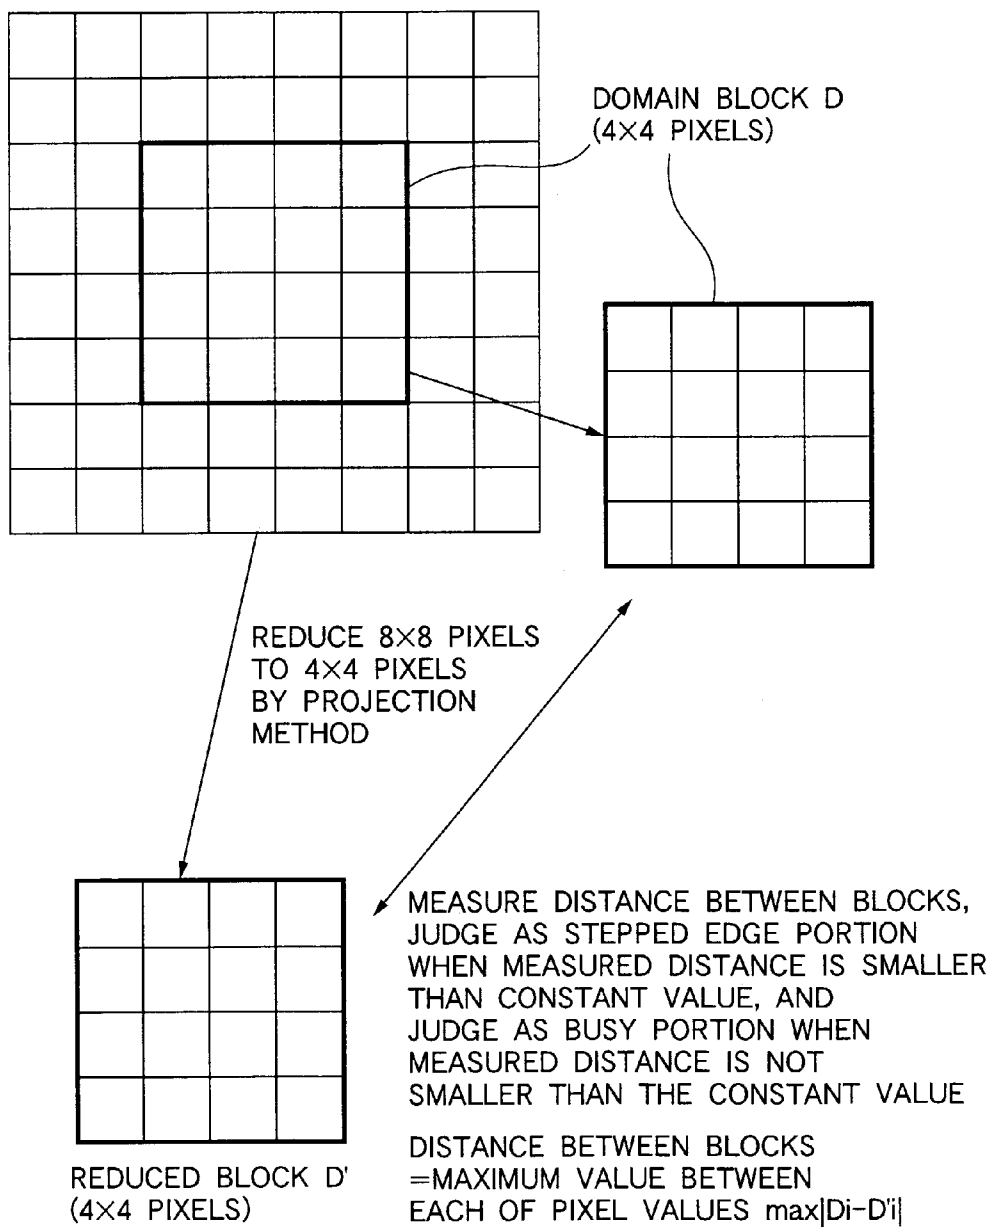 DOMAIN BLOCK D
(4×4 PIXELS)
REDUCE 8×8 PIXELS
TO 4×4 PIXELS
BY PROJECTION
METHOD
MEASURE DISTANCE BETWEEN BLOCKS,
JUDGE AS STEPPED EDGE PORTION
WHEN MEASURED DISTANCE IS SMALLER
THAN CONSTANT VALUE, AND
JUDGE AS BUSY PORTION WHEN
MEASURED DISTANCE IS NOT
SMALLER THAN THE CONSTANT VALUE
REDUCED BLOCK D'
(4×4 PIXELS)
DISTANCE BETWEEN BLOCKS
=MAXIMUM VALUE BETWEEN
EACH OF PIXEL VALUES max|Di-D'i|